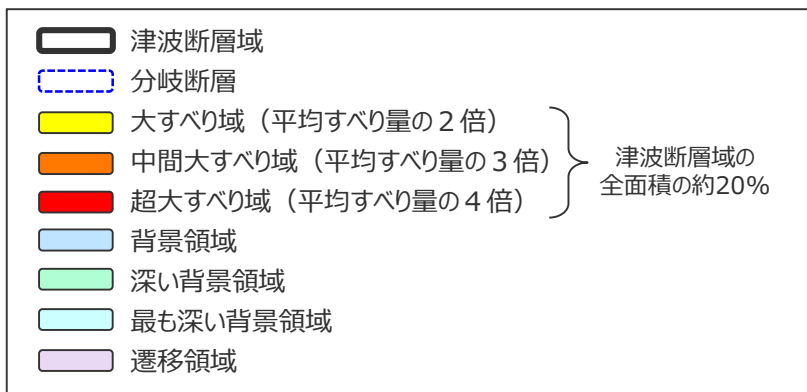 津波断層域
分岐断層
大すべり域（平均すべり量の２倍）
中間大すべり域（平均すべり量の３倍）
超大すべり域（平均すべり量の４倍）
津波断層域の
全面積の約20%
背景領域
深い背景領域
最も深い背景領域
遷移領域